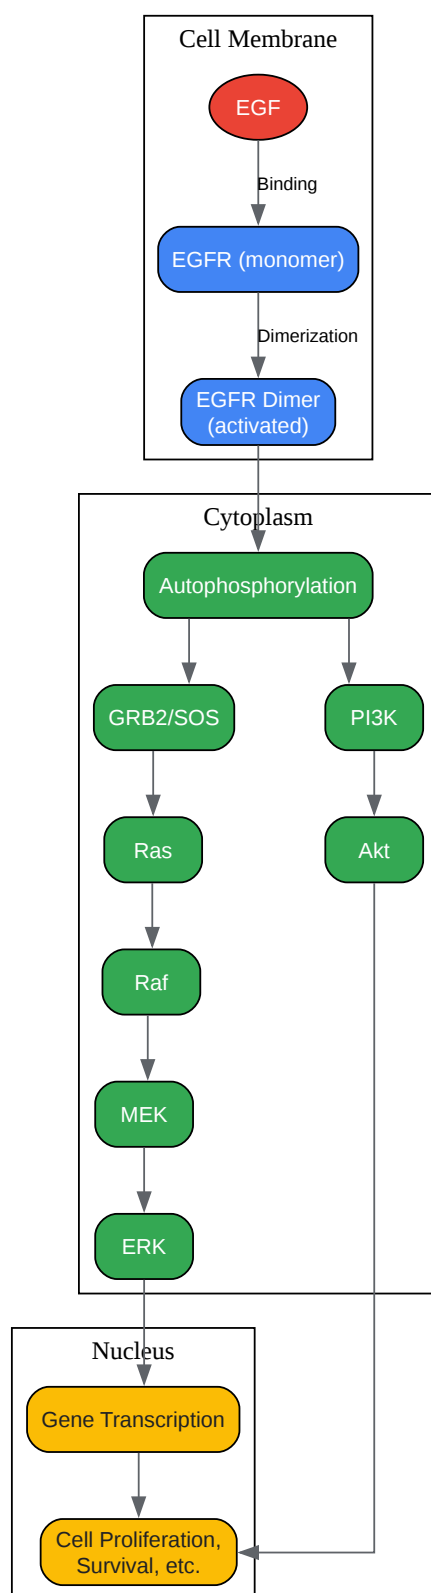 Cell Membrane
EGF
Binding
EGFR (monomer)
Dimerization
EGFR Dimer
(activated)
Cytoplasm
Autophosphorylation
GRB2/SOS
PI3K
Ras
Akt
Raf
MEK
ERK
Nucleus
Gene Transcription
Cell Proliferation,
Survival, etc.